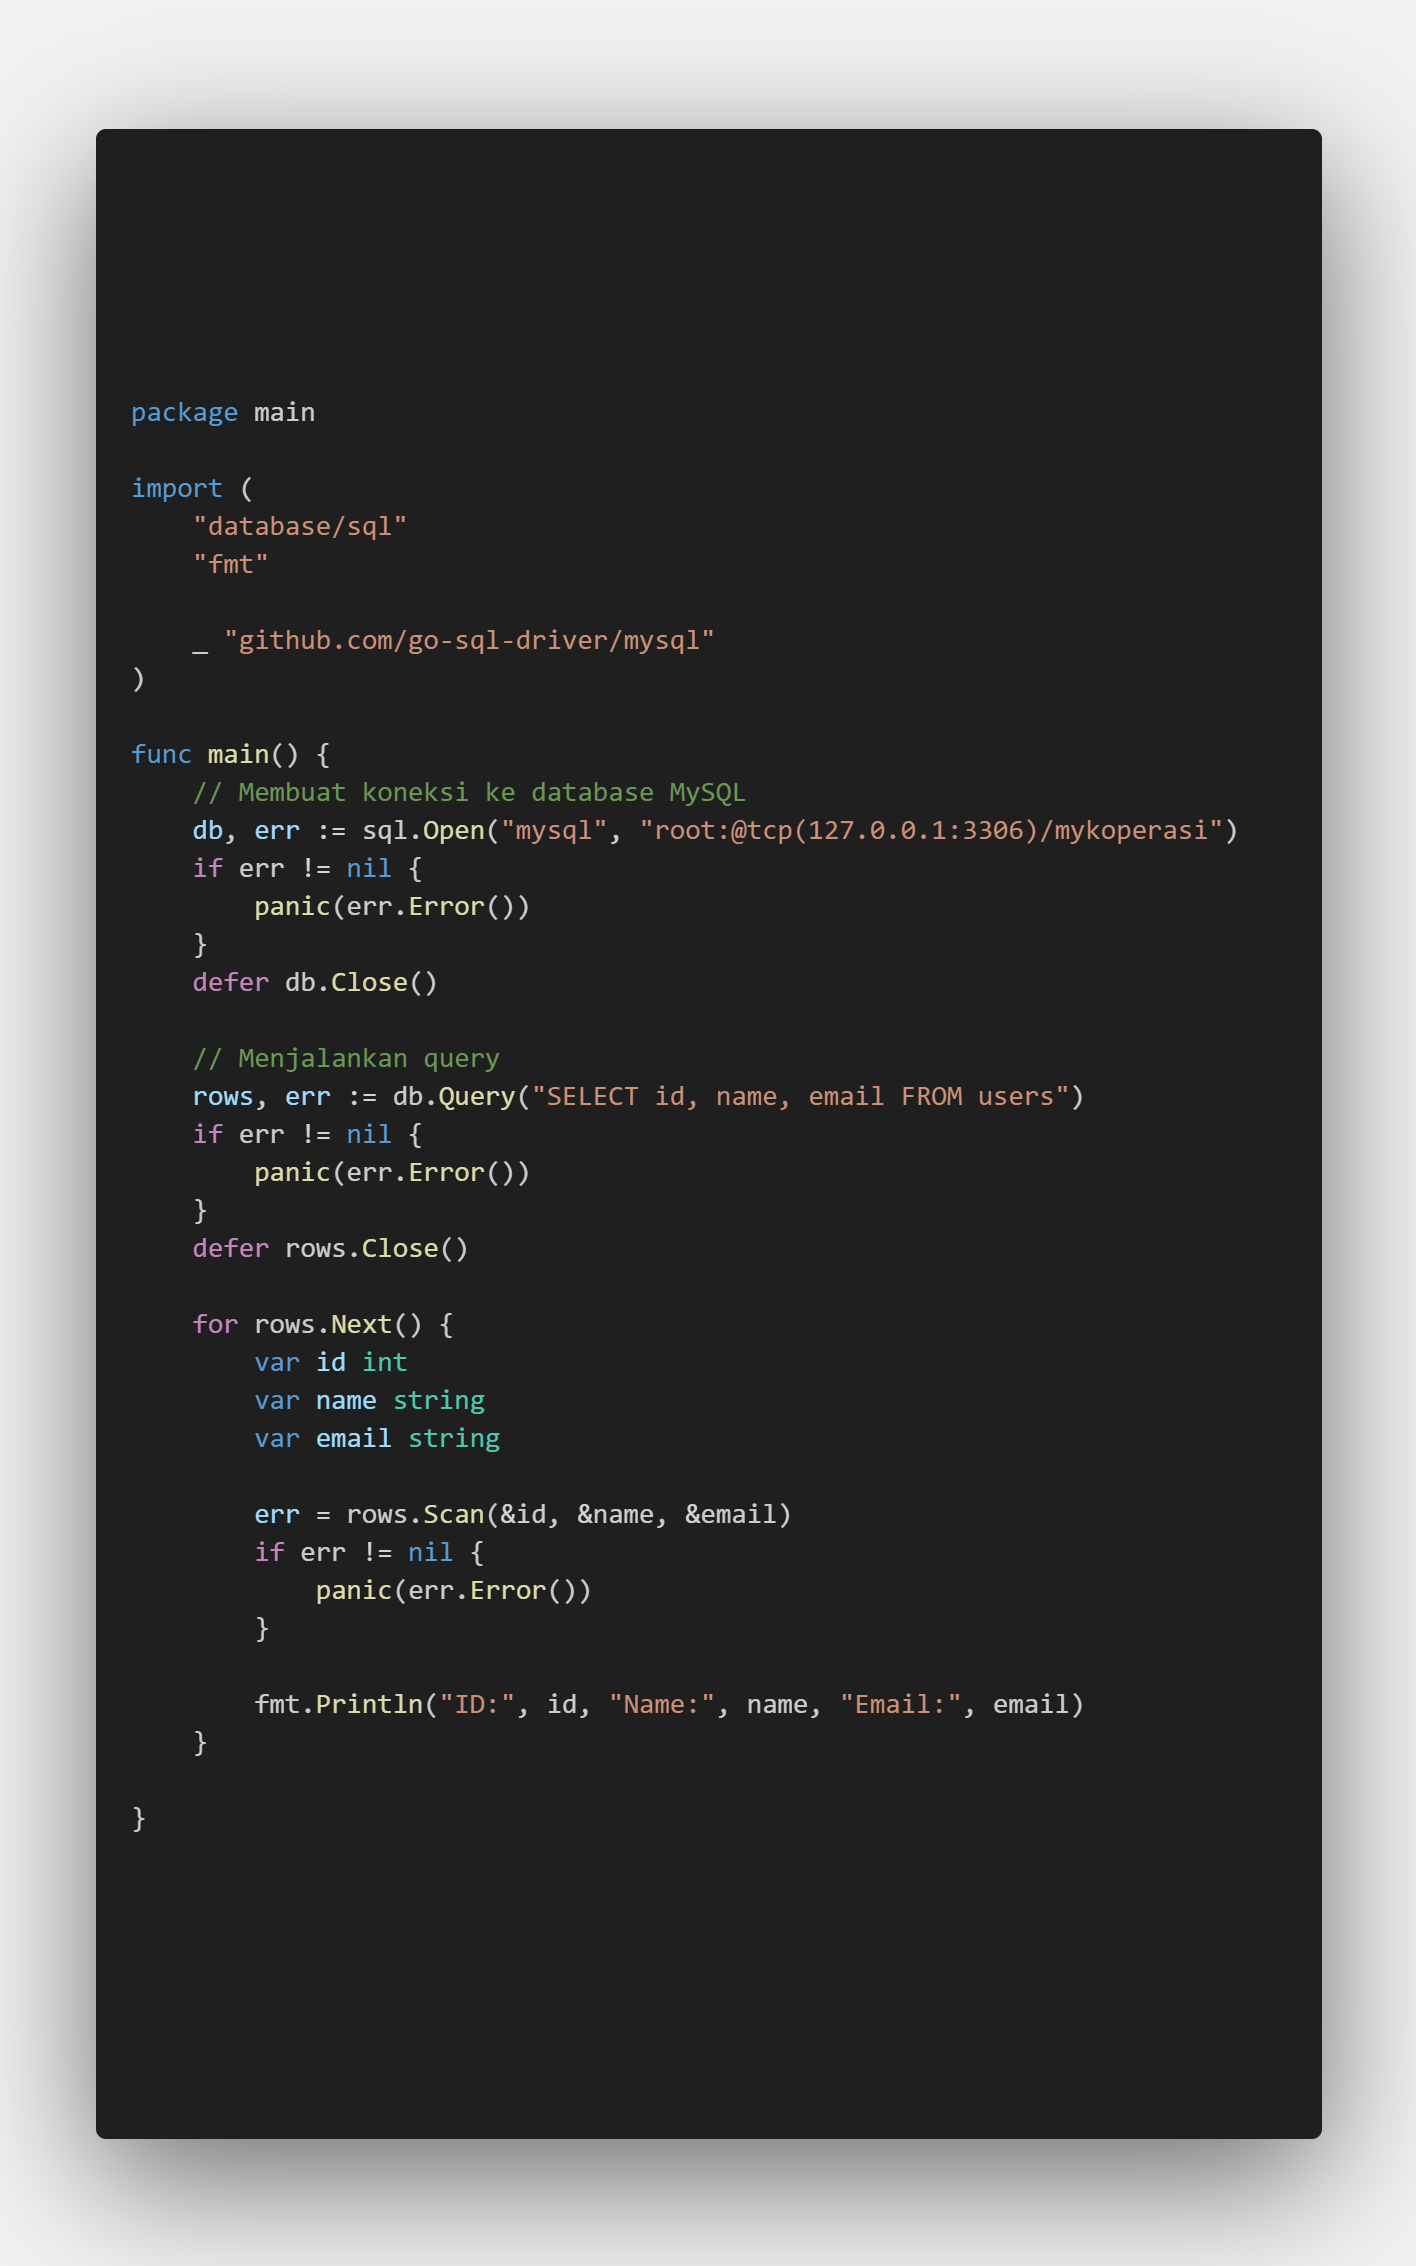 package main

import (
    "database/sql"
    "fmt"

    _ "github.com/go-sql-driver/mysql"
)

func main() {
    // Membuat koneksi ke database MySQL
    db, err := sql.Open("mysql", "root:@tcp(127.0.0.1:3306)/mykoperasi")
    if err != nil {
        panic(err.Error())
    }
    defer db.Close()

    // Menjalankan query
    rows, err := db.Query("SELECT id, name, email FROM users")
    if err != nil {
        panic(err.Error())
    }
    defer rows.Close()

    for rows.Next() {
        var id int
        var name string
        var email string

        err = rows.Scan(&id, &name, &email)
        if err != nil {
            panic(err.Error())
        }

        fmt.Println("ID:", id, "Name:", name, "Email:", email)
    }

}